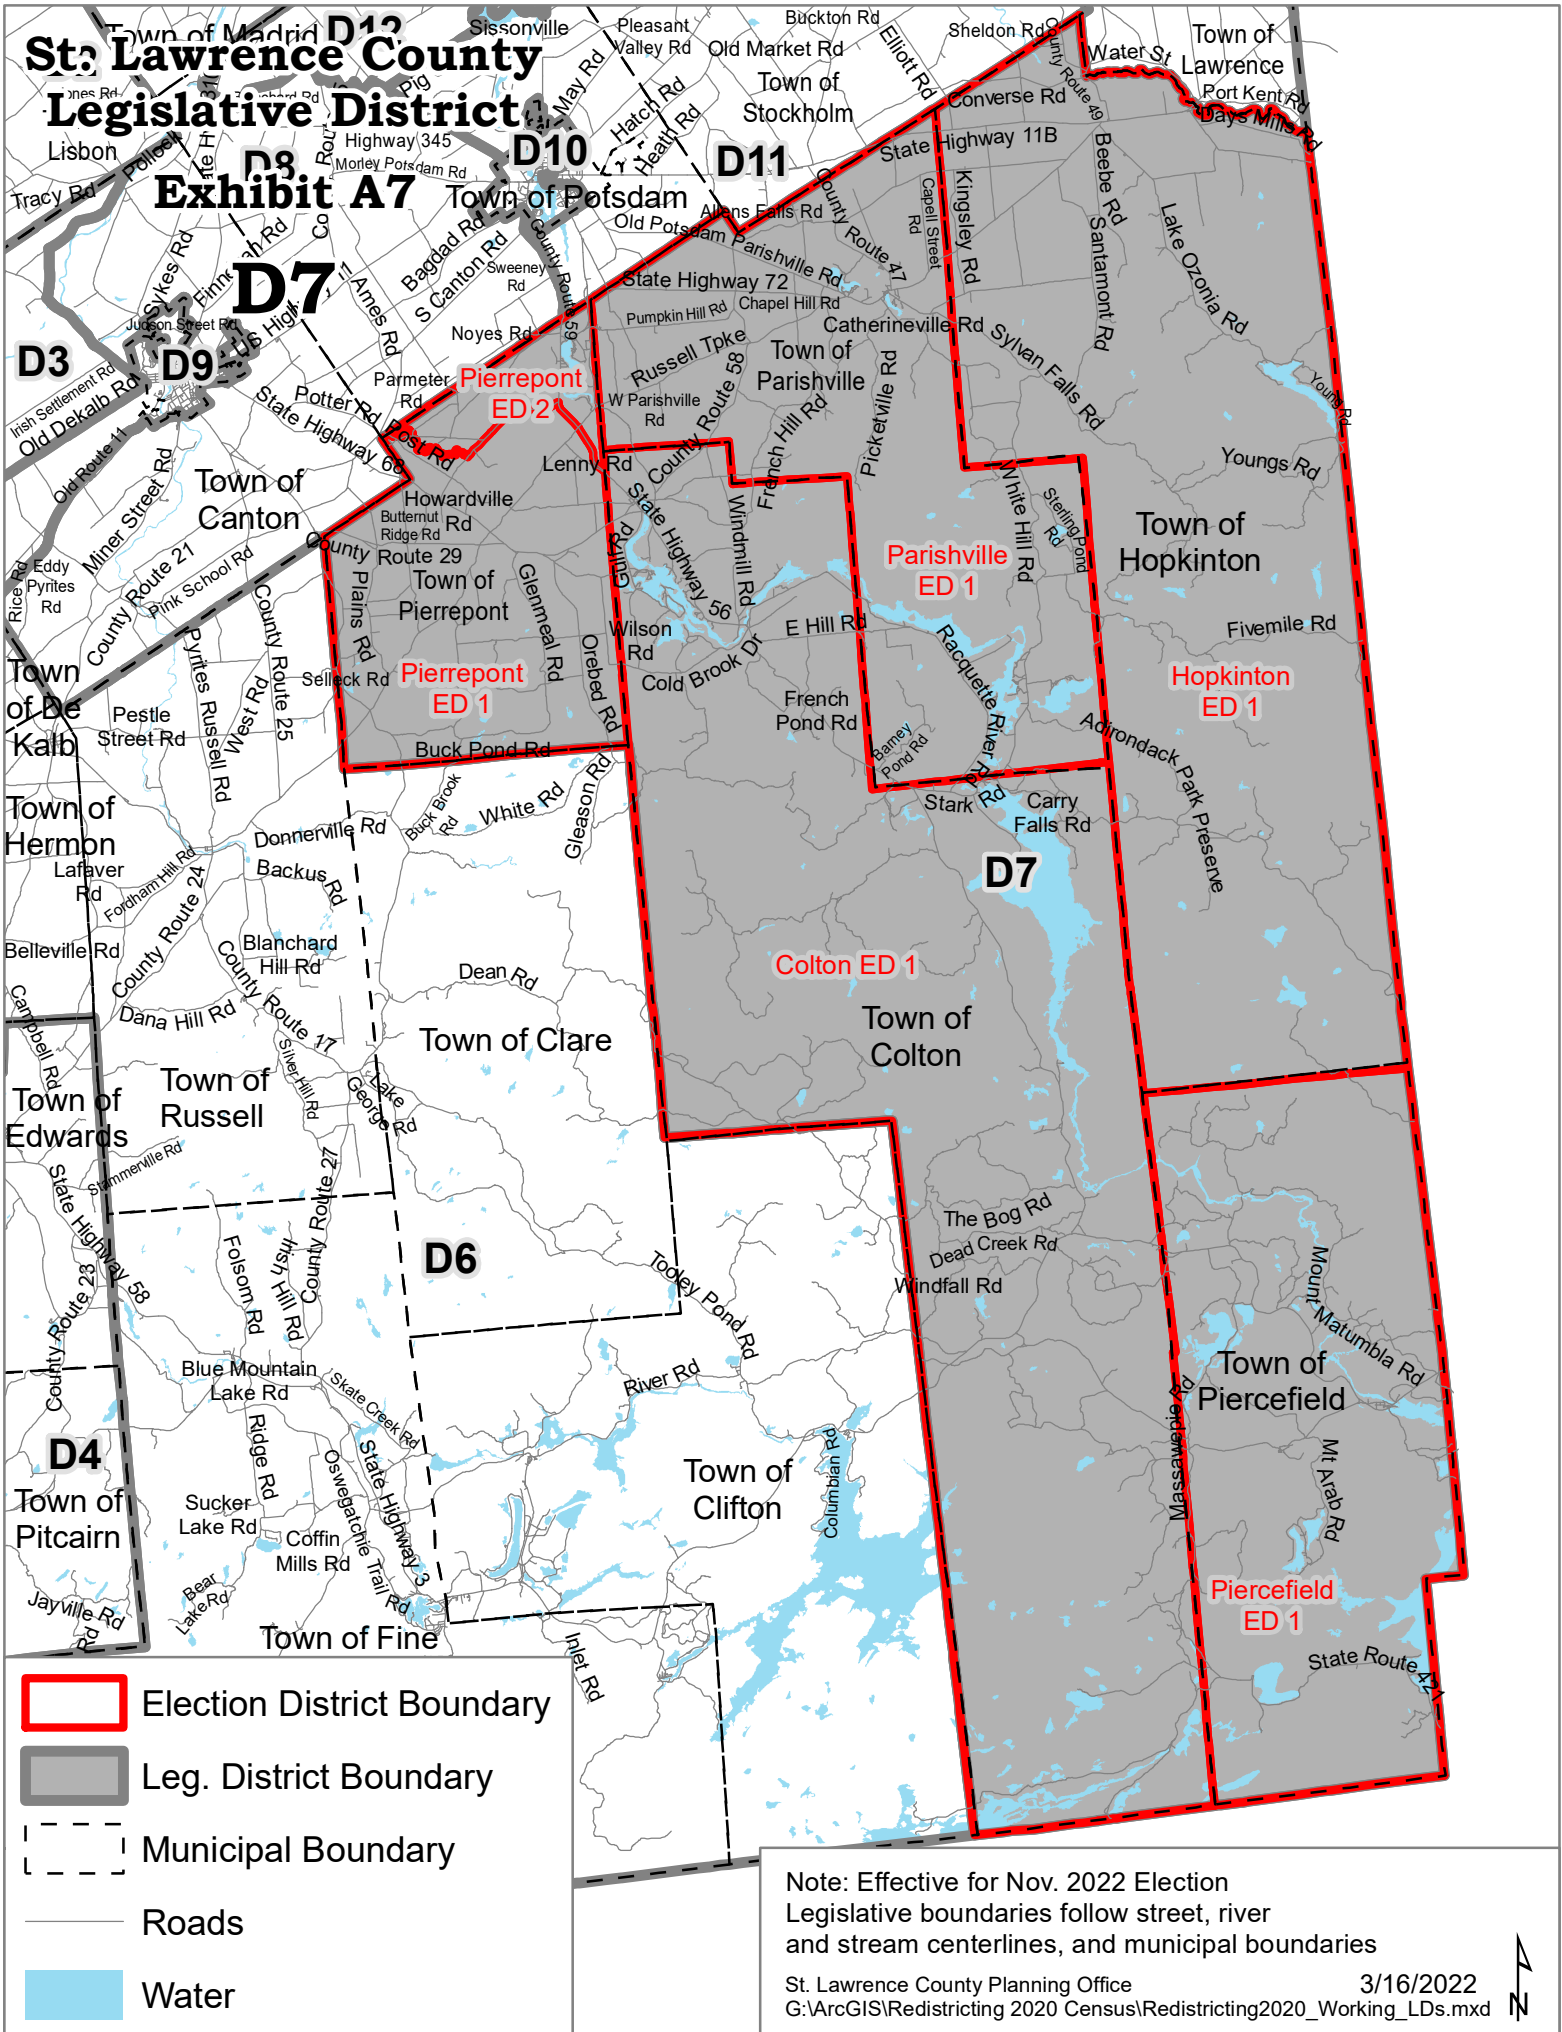 St. Lawrence County
Legislative District
Exhibit A7
D7
Town of Madrid
D12
Sissonville
Pleasant
Valley Rd
Buckton Rd
Old Market Rd
Elliott Rd
Sheldon Rd
County Route 49
Water St
Town of
Lawrence
Port Kent Rd
Days Mills Rd
May Rd
Hatch Rd
Heath Rd
Town of
Stockholm
Converse Rd
State Highway 11B
Lisbon
Pollock
D8
Highway 345
Morley Potsdam Rd
D10
D11
Tracy Rd
Town of Potsdam
Old Potsdam Parishville Rd
Allens Falls Rd
County Route 47
Capell Street
Rd
Kingsley Rd
Beebe Rd
Santamont Rd
Lake Ozonia Rd
Sykes Rd
Bagdad Rd
S Canton Rd
Sweeney
Rd
County Route 59
State Highway 72
Chapel Hill Rd
Pumpkin Hill Rd
Catherineville Rd
Judson Street Rd
Ames Rd
Noyes Rd
Russell Tpke
Town of
Parishville
Sylvan Falls Rd
D3
D9
Irish Settlement Rd
Old Dekalb Rd
Parmeter
Rd
Potter Rd
Post Rd
State Highway 68
Pierrepont
ED 2
W Parishville
Rd
County Route 58
French Hill Rd
Picketville Rd
Young Rd
Youngs Rd
Old Route 11
Miner Street Rd
Town of
Canton
Lenny Rd
Howardville
Rd
Butternut
Ridge Rd
County Route 29
State Highway 56
Windmill Rd
White Hill Rd
Sterling Pond
Rd
Town of
Hopkinton
Rice Rd
Eddy
Pyrites
Rd
County Route 21
Pink School Rd
Plains Rd
Town of
Pierrepont
Glenmeal Rd
Gulf Rd
Parishville
ED 1
Fivemile Rd
Town
of De
Kalb
Pyrites Russell Rd
County Route 25
West Rd
Selleck Rd
Pierrepont
ED 1
Orebed Rd
Wilson
Rd
Cold Brook Dr
E Hill Rd
Racquette River Rd
Hopkinton
ED 1
Pestle
Street Rd
Buck Pond Rd
French
Pond Rd
Barney
Pond Rd
Adirondack Park Preserve
Town of
Hermon
Donnerville Rd
Buck Brook
Rd
White Rd
Gleason Rd
Stark Rd
Carry
Falls Rd
Lafaver
Rd
Fordham Hill Rd
Backus Rd
D7
County Route 24
Belleville Rd
Blanchard
Hill Rd
County Route 17
Dean Rd
Colton ED 1
Campbell Rd
Dana Hill Rd
Silver Hill Rd
Town of Clare
Town of
Colton
Town of
Edwards
Town of
Russell
Lake
George Rd
Stammerville Rd
State Highway 58
County Route 27
The Bog Rd
Dead Creek Rd
Windfall Rd
D6
Folsom Rd
Irish Hill Rd
Tooley Pond Rd
Mount Matumbla Rd
County Route 23
Blue Mountain
Lake Rd
Skate Creek Rd
River Rd
Town of
Piercefield
Massawepie Rd
D4
Town of
Pitcairn
Ridge Rd
State Highway 3
Oswegatchie Trail Rd
Town of
Clifton
Columbian Rd
Mt Arab Rd
Sucker
Lake Rd
Coffin
Mills Rd
Bear
Lake Rd
Jayville Rd
Rd
Town of Fine
Inlet Rd
Piercefield
ED 1
State Route 421
Election District Boundary
Leg. District Boundary
Municipal Boundary
Roads
Water
Note: Effective for Nov. 2022 Election
Legislative boundaries follow street, river
and stream centerlines, and municipal boundaries
St. Lawrence County Planning Office 3/16/2022
G:\ArcGIS\Redistricting 2020 Census\Redistricting2020_Working_LDs.mxd
N